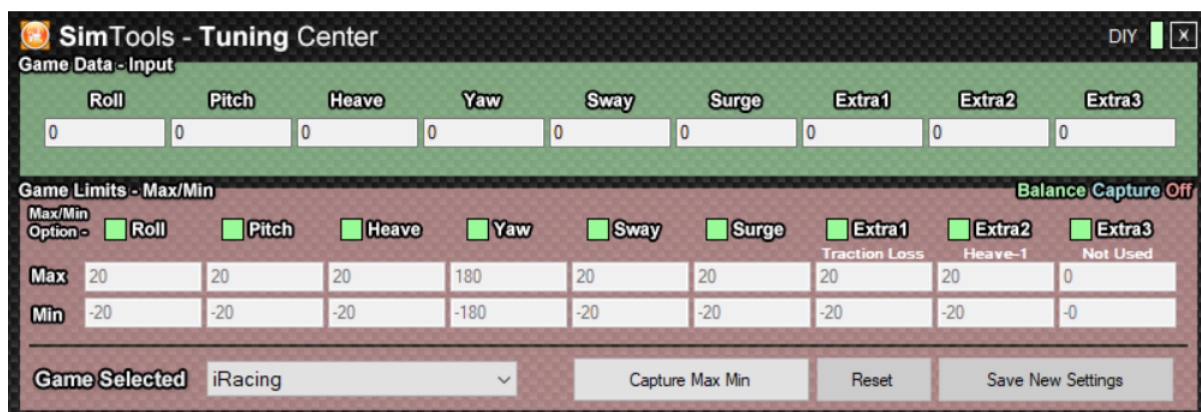 SimTools - Tuning Center DIY X
Game Data - Input
Roll Pitch Heave Yaw Sway Surge Extra1 Extra2 Extra3
0 0 0 0 0 0 0 0 0
Game Limits - Max/Min Balance Capture Off
Max/Min
Option - Roll Pitch Heave Yaw Sway Surge Extra1 Extra2 Extra3
Traction Loss Heave-1 Not Used
Max 20 20 20 180 20 20 20 20 0
Min -20 -20 -20 -180 -20 -20 -20 -20 -0
Game Selected iRacing Capture Max Min Reset Save New Settings